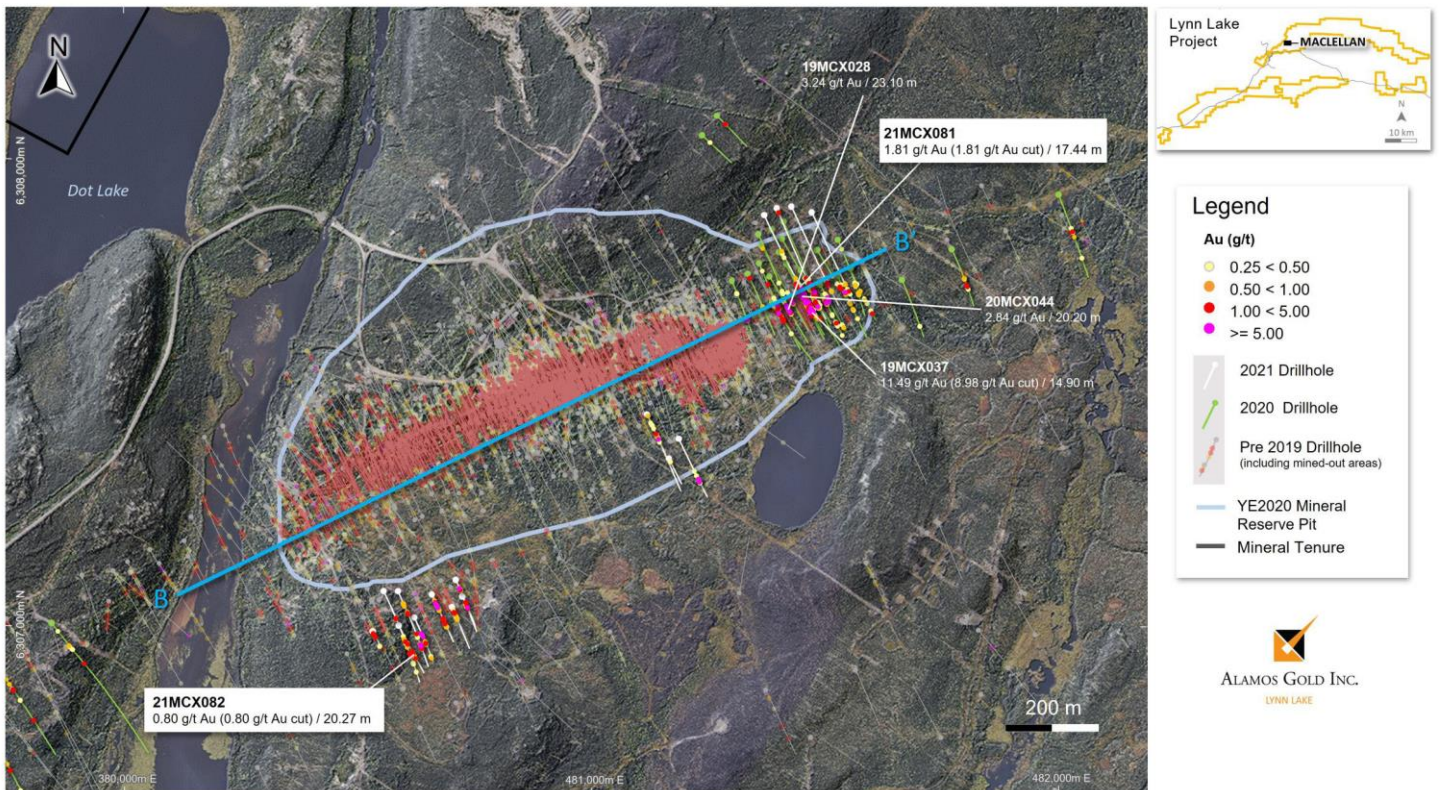 N
Dot Lake
6,308,000m N
19MCX028
3.24 g/t Au / 23.10 m
21MCX081
1.81 g/t Au (1.81 g/t Au cut) / 17.44 m
B'
20MCX044
2.84 g/t Au / 20.20 m
19MCX037
11.49 g/t Au (8.98 g/t Au cut) / 14.90 m
B
6,307,000m N
21MCX082
0.80 g/t Au (0.80 g/t Au cut) / 20.27 m
200 m
380,000m E
481,000m E
482,000m E
Lynn Lake
Project
MACLELLAN
N
10 km
Legend
Au (g/t)
0.25 < 0.50
0.50 < 1.00
1.00 < 5.00
>= 5.00
2021 Drillhole
2020 Drillhole
Pre 2019 Drillhole
(including mined-out areas)
YE2020 Mineral
Reserve Pit
Mineral Tenure
ALAMOS GOLD INC.
LYNN LAKE